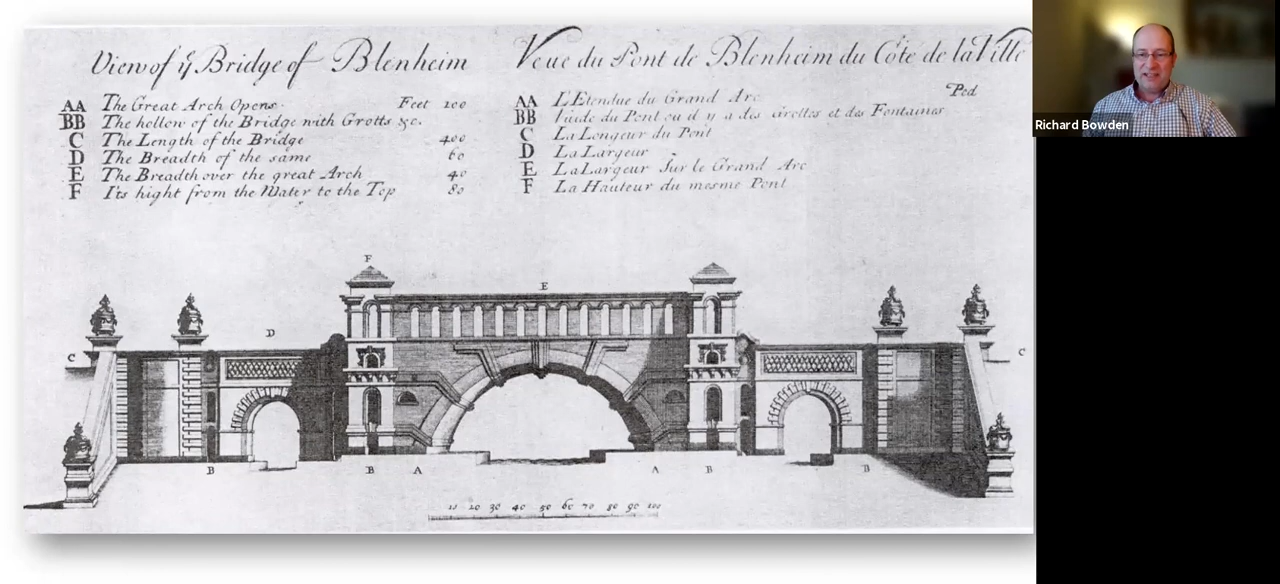 View of ẏ Bridge of Blenheim
AA The Great Arch Opens Feet 100
BB The hollow of the Bridge with Grotts &c.
C The Length of the Bridge 400
D The Breadth of the same 60
E The Breadth over the great Arch 40
F Its hight from the Water to the Top 80
Veue du Pont de Blenheim du Côte de la Ville
Ped
AA L'Etendue du Grand Arc
BB Vuide du Pont ou il y a des Grottes et des Fontaines
C La Longeur du Pont
D La Largeur
E La Largeur Sur le Grand Arc
F La Hauteur du mesme Pont
F
E
D
C
C
B
B
A
A
B
B
10 20 30 40 50 60 70 80 90 100
Richard Bowden